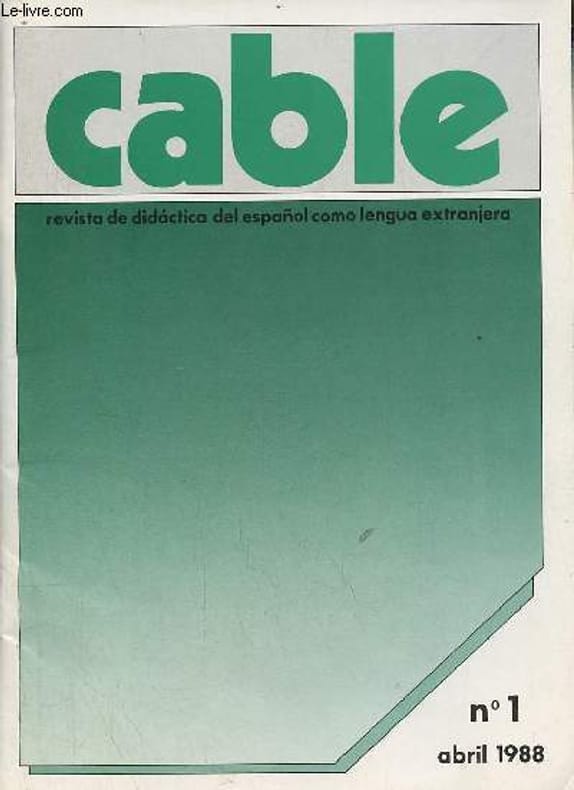 Le-livre.com
cable
revista de didáctica del español como lengua extranjera
nº 1
abril 1988